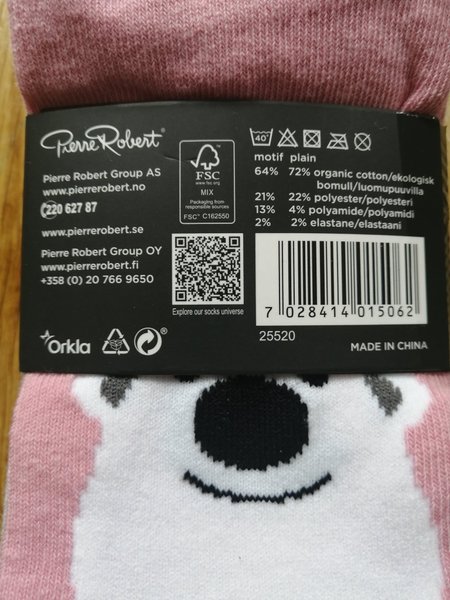 Pierre Robert®
Pierre Robert Group AS
www.pierrerobert.no
220 627 87
www.pierrerobert.se
Pierre Robert Group OY
www.pierrerobert.fi
+358 (0) 20 766 9650
Orkla
FSC
www.fsc.org
MIX
Packaging from
responsible sources
FSC® C162550
Explore our socks universe
40°
motif plain
64% 72% organic cotton/ekologisk
bomull/luomupuuvilla
21% 22% polyester/polyesteri
13% 4% polyamide/polyamidi
2% 2% elastane/elastaani
7 028414 015062
25520
MADE IN CHINA